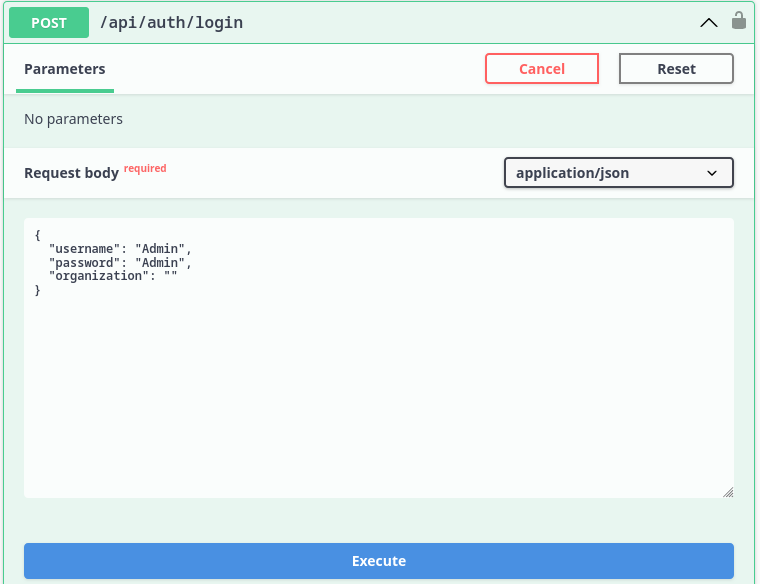 POST /api/auth/login
Parameters
Cancel
Reset
No parameters
Request body required
application/json
{
  "username": "Admin",
  "password": "Admin",
  "organization": ""
}
Execute